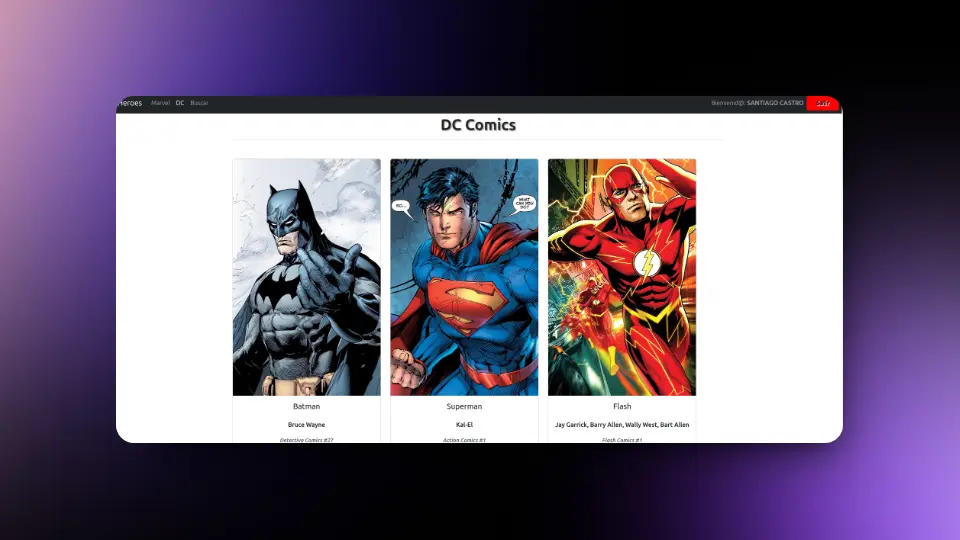 Heroes Marvel DC Buscar Bienvenid@: SANTIAGO CASTRO Salir
DC Comics
NO...
WHAT CAN YOU DO?
Batman Superman Flash
Bruce Wayne Kal-El Jay Garrick, Barry Allen, Wally West, Bart Allen
Detective Comics #27 Action Comics #1 Flash Comics #1